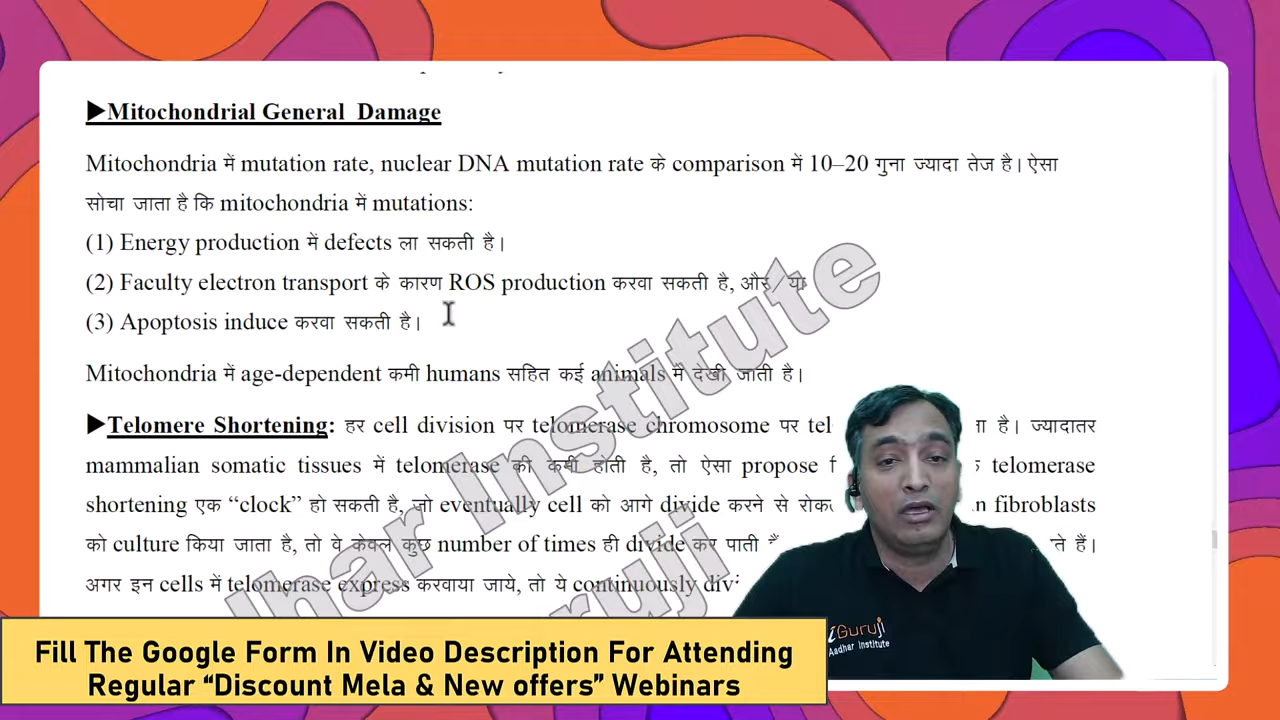 ▶Mitochondrial General Damage
Mitochondria में mutation rate, nuclear DNA mutation rate के comparison में 10–20 गुना ज्यादा तेज है। ऐसा
सोचा जाता है कि mitochondria में mutations:
(1) Energy production में defects ला सकती है।
(2) Faculty electron transport के कारण ROS production करवा सकती है, और / या
(3) Apoptosis induce करवा सकती है।
Mitochondria में age-dependent कमी humans सहित कई animals में देखी जाती है।
▶Telomere Shortening: हर cell division पर telomerase chromosome पर है। ज्यादातर
mammalian somatic tissues में telomerase की कमी होती है, तो ऐसा propose telomerase
shortening एक “clock” हो सकती है, जो eventually cell को आगे divide करने से fibroblasts
को culture किया जाता है, तो वे केवल कुछ number of times ही divide कर पाती हैं।
अगर इन cells में telomerase express करवाया जाये, तो ये continuously
Institute
iGuruji
Aadhar Institute
Fill The Google Form In Video Description For Attending
Regular “Discount Mela & New offers” Webinars